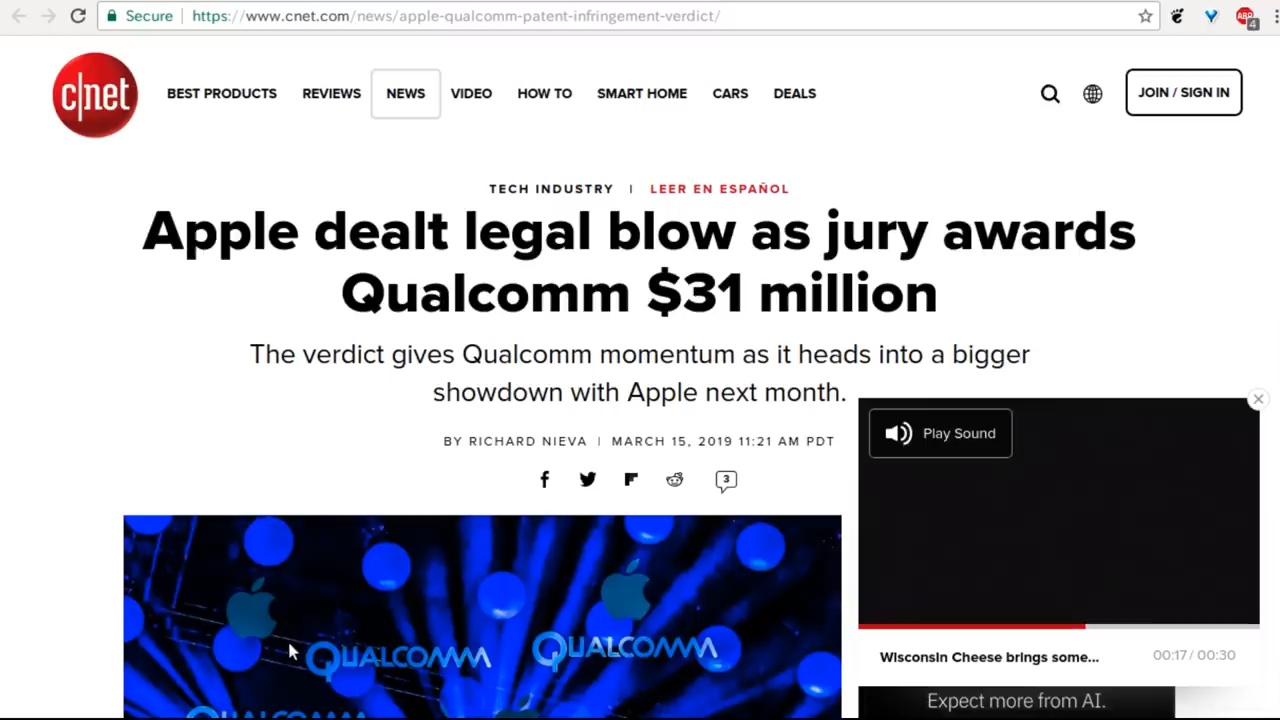 Secure https://www.cnet.com/news/apple-qualcomm-patent-infringement-verdict/
ABP
4
c|net
BEST PRODUCTS REVIEWS NEWS VIDEO HOW TO SMART HOME CARS DEALS
JOIN / SIGN IN
TECH INDUSTRY | LEER EN ESPAÑOL
Apple dealt legal blow as jury awards
Qualcomm $31 million
The verdict gives Qualcomm momentum as it heads into a bigger
showdown with Apple next month.
BY RICHARD NIEVA | MARCH 15, 2019 11:21 AM PDT
3
Play Sound
QUALCOMM
QUALCOMM
QUALCOMM
Wisconsin Cheese brings some...
00:17 / 00:30
Expect more from AI.